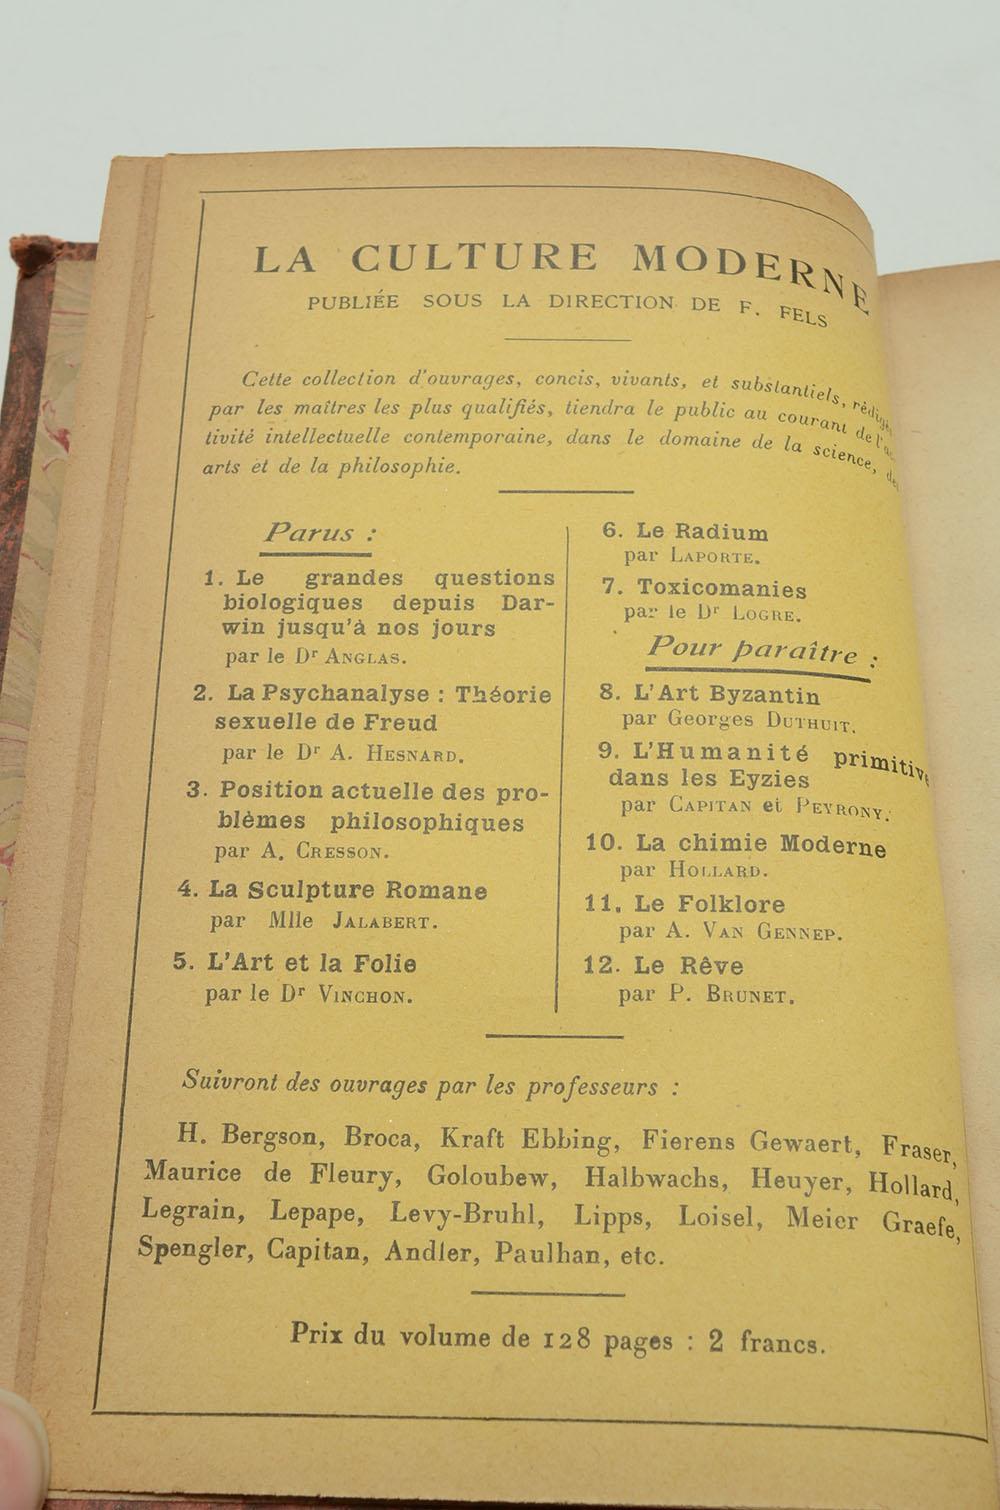 LA CULTURE MODERNE
PUBLIÉE SOUS LA DIRECTION DE F. FELS
Cette collection d'ouvrages, concis, vivants, et substantiels,
par les maîtres les plus qualifiés, tiendra le public au courant de l'ac-
tivité intellectuelle contemporaine, dans le domaine de la science,
arts et de la philosophie.
Parus :
1. Le grandes questions
biologiques depuis Dar-
win jusqu'à nos jours
par le Dr ANGLAS.
2. La Psychanalyse : Théorie
sexuelle de Freud
par le Dr A. HESNARD.
3. Position actuelle des pro-
blèmes philosophiques
par A. CRESSON.
4. La Sculpture Romane
par Mlle JALABERT.
5. L'Art et la Folie
par le Dr VINCHON.
6. Le Radium
par LAPORTE.
7. Toxicomanies
par le Dr LOGRE.
Pour paraître :
8. L'Art Byzantin
par Georges DUTHUIT.
9. L'Humanité primitive
dans les Eyzies
par CAPITAN et PEYRONY.
10. La chimie Moderne
par HOLLARD.
11. Le Folklore
par A. VAN GENNEP.
12. Le Rêve
par P. BRUNET.
Suivront des ouvrages par les professeurs :
H. Bergson, Broca, Kraft Ebbing, Fierens Gewaert, Fraser,
Maurice de Fleury, Goloubew, Halbwachs, Heuyer, Hollard,
Legrain, Lepape, Levy-Bruhl, Lipps, Loisel, Meier Graefe,
Spengler, Capitan, Andler, Paulhan, etc.
Prix du volume de 128 pages : 2 francs.